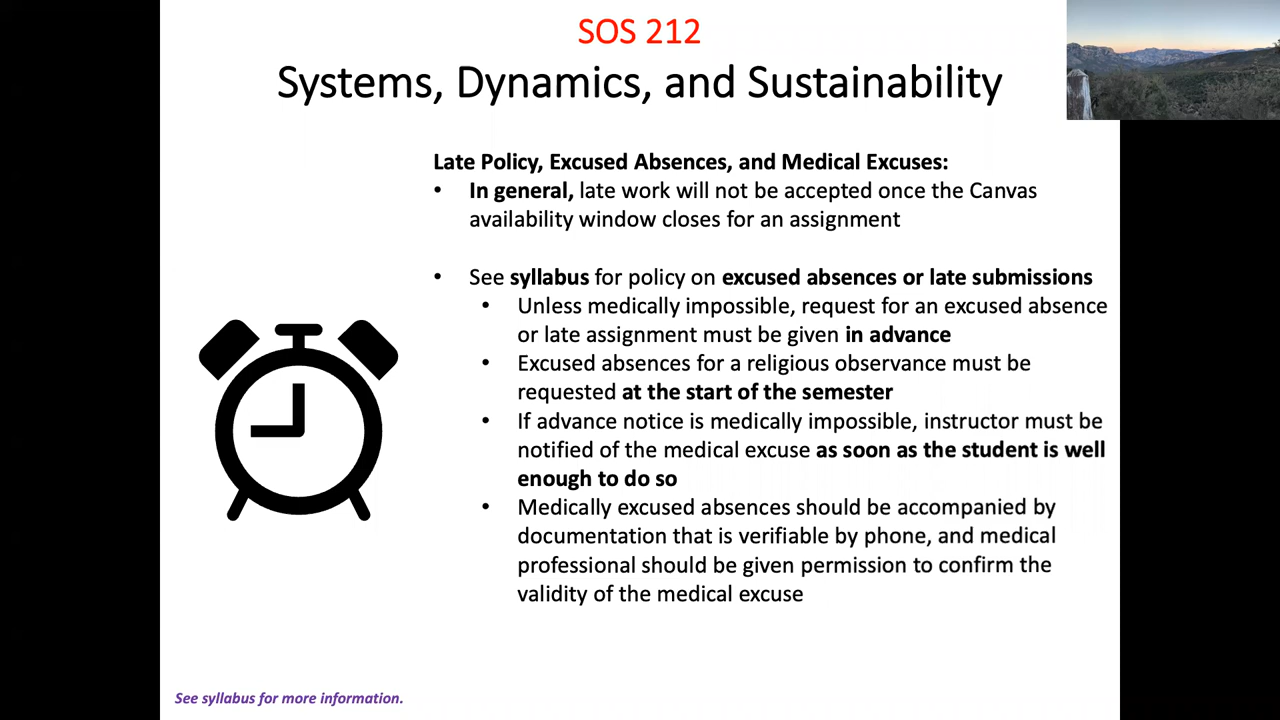 SOS 212
Systems, Dynamics, and Sustainability
Late Policy, Excused Absences, and Medical Excuses:
• In general, late work will not be accepted once the Canvas
availability window closes for an assignment
• See syllabus for policy on excused absences or late submissions
• Unless medically impossible, request for an excused absence
or late assignment must be given in advance
• Excused absences for a religious observance must be
requested at the start of the semester
• If advance notice is medically impossible, instructor must be
notified of the medical excuse as soon as the student is well
enough to do so
• Medically excused absences should be accompanied by
documentation that is verifiable by phone, and medical
professional should be given permission to confirm the
validity of the medical excuse
See syllabus for more information.